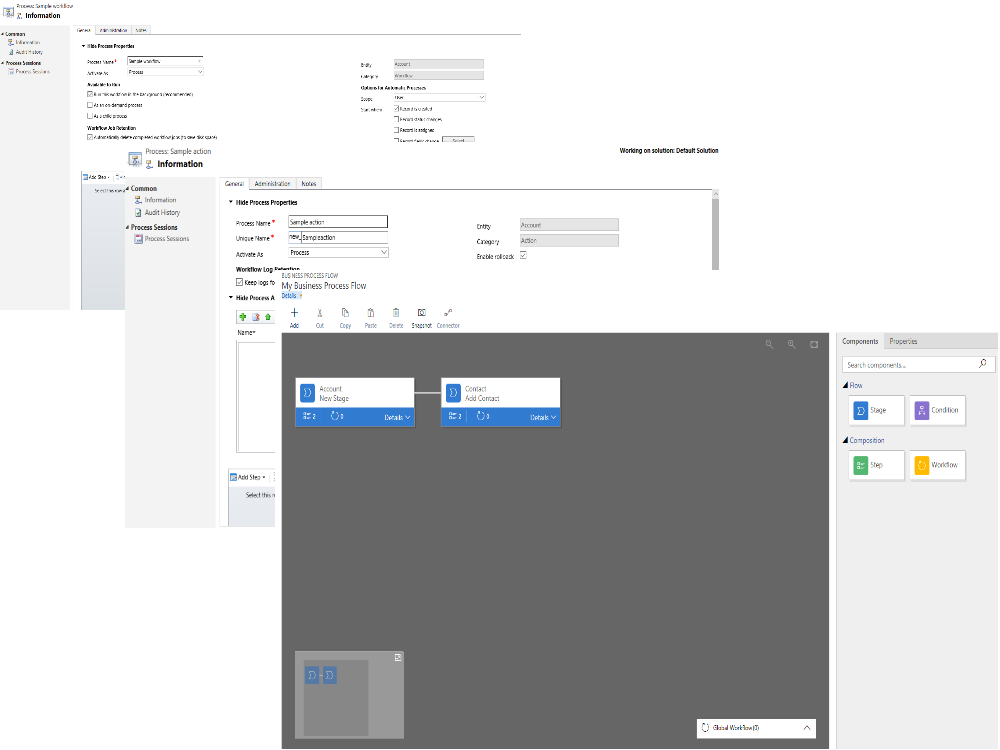 Process: Sample workflow
Information
Common
Information
Audit History
Process Sessions
Process Sessions
General Administration Notes
Hide Process Properties
Process Name * Sample workflow
Activate As Process
Available to Run
Run this workflow in the background (recommended)
As an on-demand process
As a child process
Workflow Job Retention
Automatically delete completed workflow jobs (to save disk space)
Entity Account
Category Workflow
Options for Automatic Processes
Scope User
Start when: Record is created
Record status changes
Record is assigned
Record fields change Select
Add Step
Select this row
Process: Sample action
Information
Working on solution: Default Solution
Common
Information
Audit History
Process Sessions
Process Sessions
General Administration Notes
Hide Process Properties
Process Name * Sample action
Unique Name * new_ Sampleaction
Activate As Process
Entity Account
Category Action
Enable rollback
Workflow Log Retention
Keep logs fo
Hide Process A
Name
Add Step
Select this r
BUSINESS PROCESS FLOW
My Business Process Flow
Details
Add Cut Copy Paste Delete Snapshot Connector
Account
New Stage
2 0 Details
Contact
Add Contact
2 0 Details
Global Workflow(0)
Components Properties
Search components...
Flow
Stage Condition
Composition
Step Workflow